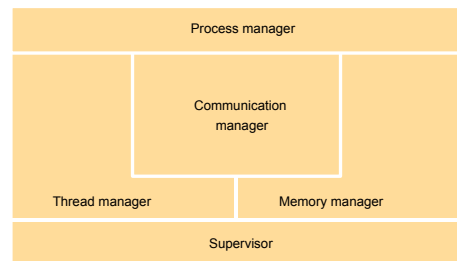 Process manager
Communication
manager
Thread manager
Memory manager
Supervisor